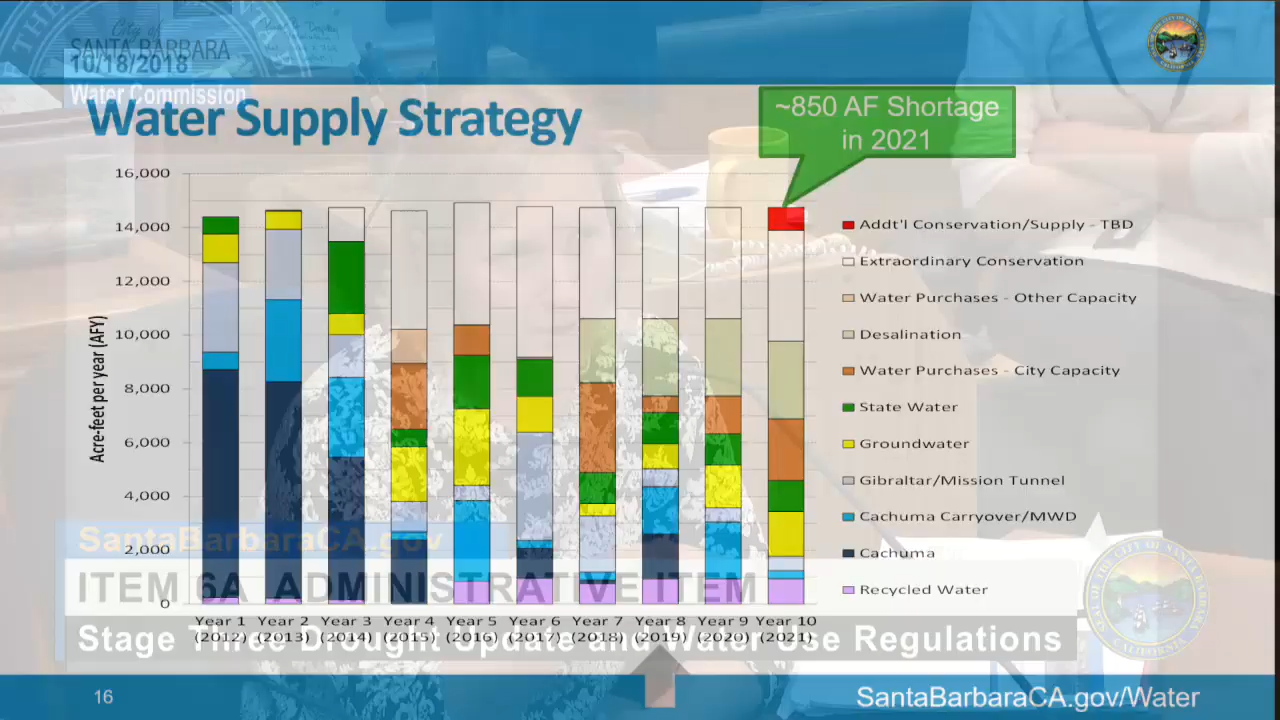 City of
SANTA BARBARA
10/18/2018
Water Commission
Water Supply Strategy
~850 AF Shortage
in 2021
Acre-feet per year (AFY)
16,000
14,000
12,000
10,000
8,000
6,000
4,000
2,000
0
Year 1 Year 2 Year 3 Year 4 Year 5 Year 6 Year 7 Year 8 Year 9 Year 10
(2012) (2013) (2014) (2015) (2016) (2017) (2018) (2019) (2020) (2021)
Addt'l Conservation/Supply - TBD
Extraordinary Conservation
Water Purchases - Other Capacity
Desalination
Water Purchases - City Capacity
State Water
Groundwater
Gibraltar/Mission Tunnel
Cachuma Carryover/MWD
Cachuma
Recycled Water
SantaBarbaraCA.gov
ITEM 6A ADMINISTRATIVE ITEM
Stage Three Drought Update and Water Use Regulations
16
SantaBarbaraCA.gov/Water